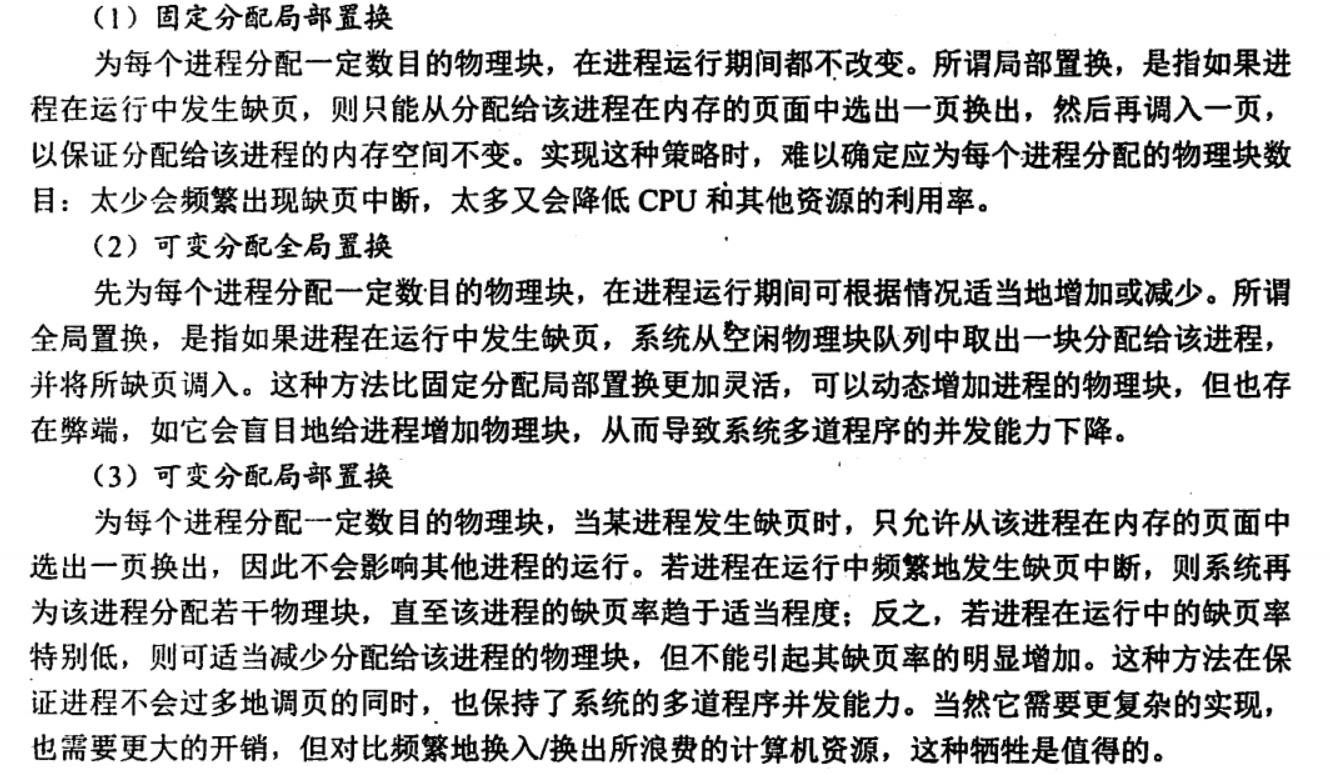 （1）固定分配局部置换
为每个进程分配一定数目的物理块，在进程运行期间都不改变。所谓局部置换，是指如果进
程在运行中发生缺页，则只能从分配给该进程在内存的页面中选出一页换出，然后再调入一页，
以保证分配给该进程的内存空间不变。实现这种策略时，难以确定应为每个进程分配的物理块数
目：太少会频繁出现缺页中断，太多又会降低 CPU 和其他资源的利用率。
（2）可变分配全局置换
先为每个进程分配一定数目的物理块，在进程运行期间可根据情况适当地增加或减少。所谓
全局置换，是指如果进程在运行中发生缺页，系统从空闲物理块队列中取出一块分配给该进程，
并将所缺页调入。这种方法比固定分配局部置换更加灵活，可以动态增加进程的物理块，但也存
在弊端，如它会盲目地给进程增加物理块，从而导致系统多道程序的并发能力下降。
（3）可变分配局部置换
为每个进程分配一定数目的物理块，当某进程发生缺页时，只允许从该进程在内存的页面中
选出一页换出，因此不会影响其他进程的运行。若进程在运行中频繁地发生缺页中断，则系统再
为该进程分配若干物理块，直至该进程的缺页率趋于适当程度；反之，若进程在运行中的缺页率
特别低，则可适当减少分配给该进程的物理块，但不能引起其缺页率的明显增加。这种方法在保
证进程不会过多地调页的同时，也保持了系统的多道程序并发能力。当然它需要更复杂的实现，
也需要更大的开销，但对比频繁地换入/换出所浪费的计算机资源，这种牺牲是值得的。